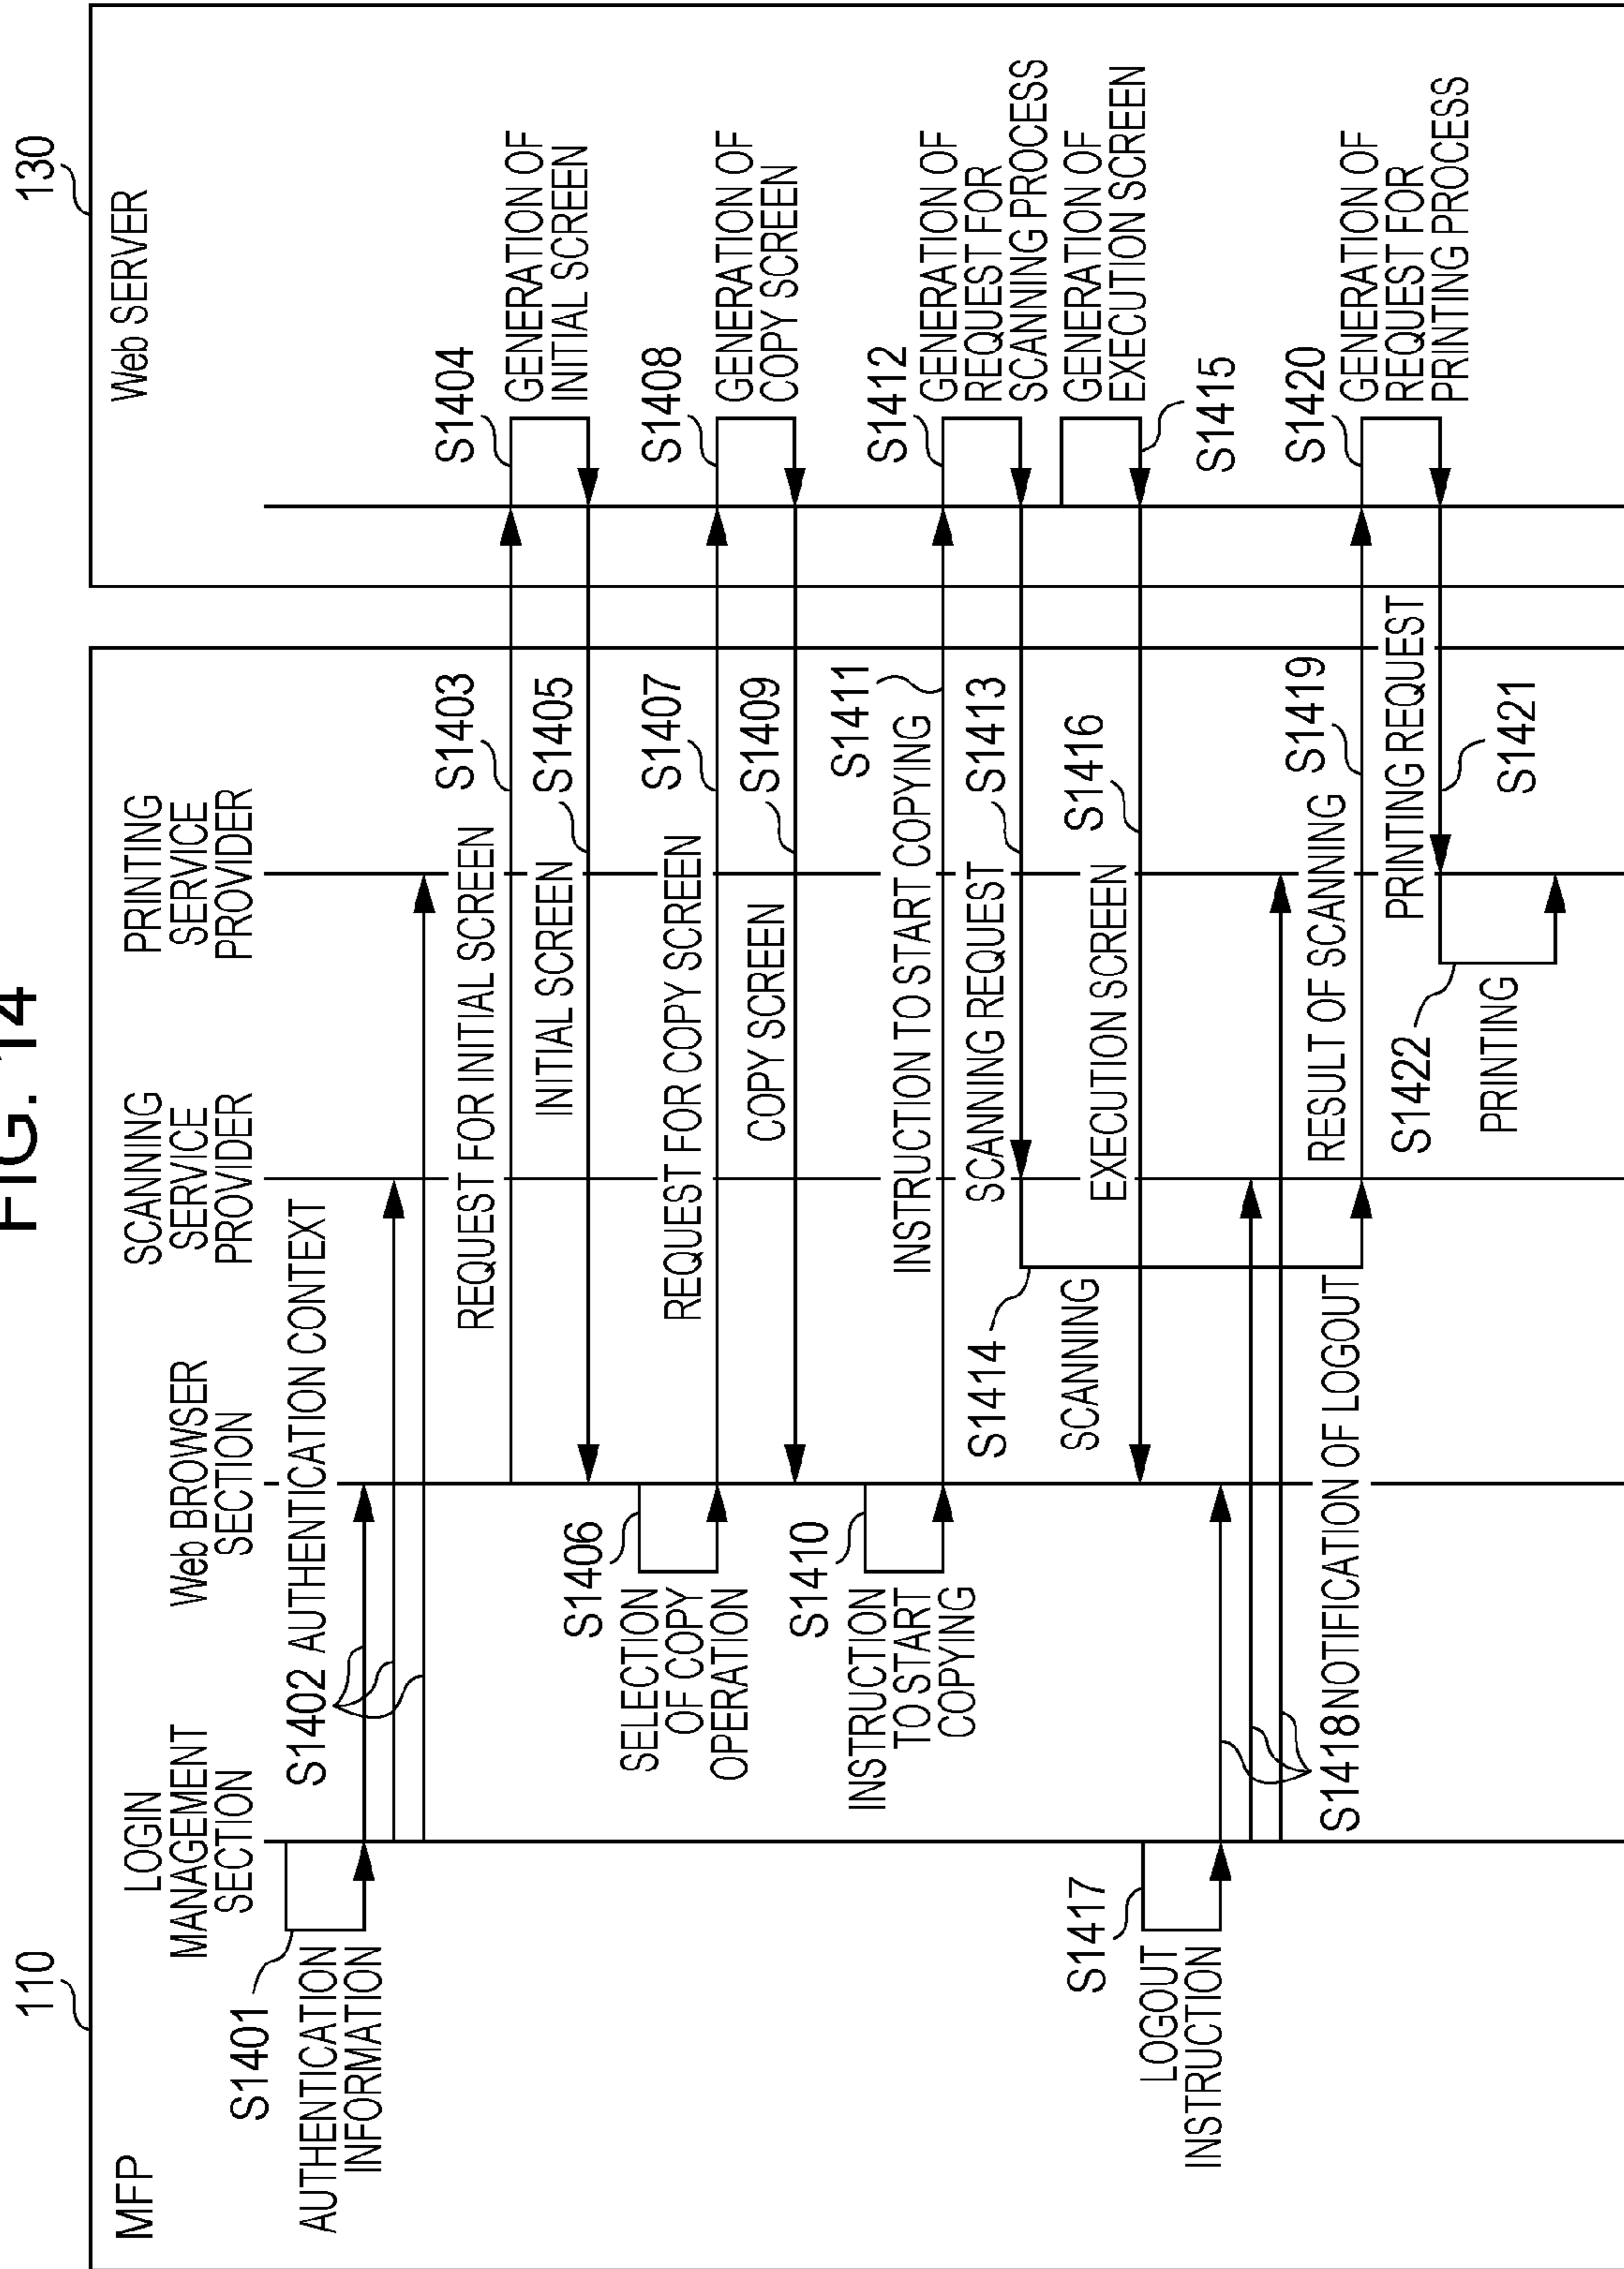 FIG. 14
110
130
MFP
LOGIN
MANAGEMENT
SECTION
Web BROWSER
SECTION
SCANNING
SERVICE
PROVIDER
PRINTING
SERVICE
PROVIDER
Web SERVER
S1401
AUTHENTICATION
INFORMATION
S1402 AUTHENTICATION CONTEXT
REQUEST FOR INITIAL SCREEN
S1403
S1404
GENERATION OF
INITIAL SCREEN
INITIAL SCREEN
S1405
S1406
SELECTION
OF COPY
OPERATION
REQUEST FOR COPY SCREEN
S1407
S1408
GENERATION OF
COPY SCREEN
COPY SCREEN
S1409
S1410
INSTRUCTION
TO START
COPYING
INSTRUCTION TO START COPYING
S1411
S1412
GENERATION OF
REQUEST FOR
SCANNING PROCESS
SCANNING REQUEST
S1413
S1414
SCANNING
GENERATION OF
EXECUTION SCREEN
S1415
EXECUTION SCREEN
S1416
S1417
LOGOUT
INSTRUCTION
S1418 NOTIFICATION OF LOGOUT
RESULT OF SCANNING
S1419
S1420
GENERATION OF
REQUEST FOR
PRINTING PROCESS
PRINTING REQUEST
S1421
S1422
PRINTING